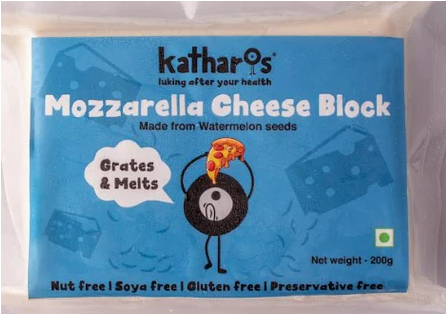 katharos
luking after your health
Mozzarella Cheese Block
Made from Watermelon seeds
Grates
& Melts
Net weight - 200g
Nut free I Soya free I Gluten free I Preservative free